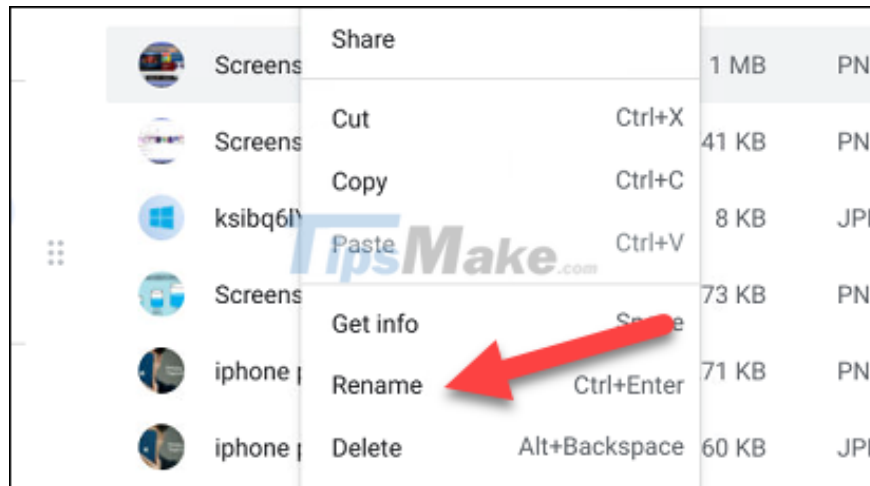 Share
Screens 1 MB PN
Cut Ctrl+X
Screens 41 KB PN
Copy Ctrl+C
ksibq6lY 8 KB JP
Paste Ctrl+V
TipsMake.com
Screens 73 KB PN
Get info
iphone 71 KB PN
Rename Ctrl+Enter
iphone 60 KB JP
Delete Alt+Backspace